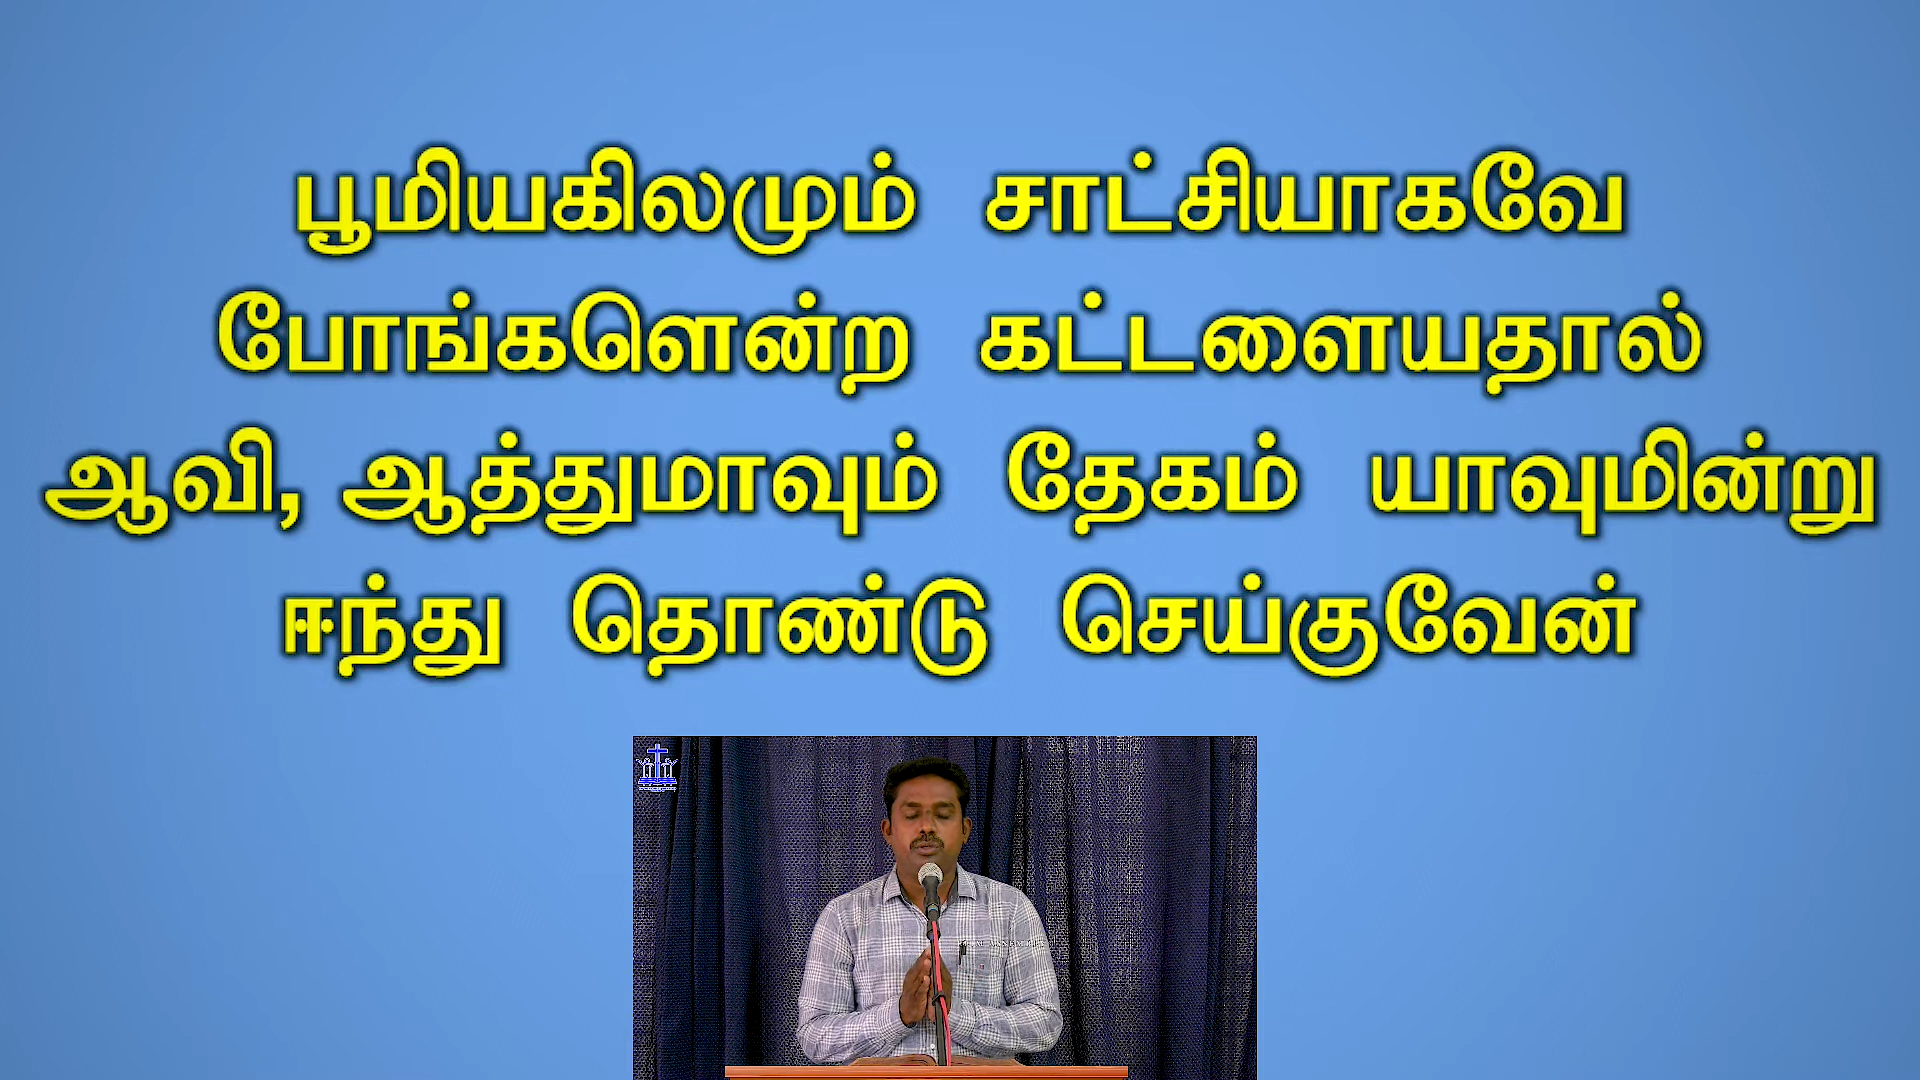 பூமியகிலமும் சாட்சியாகவே
போங்களென்ற கட்டளையதால்
ஆவி, ஆத்துமாவும் தேகம் யாவுமின்று
ஈந்து தொண்டு செய்குவேன்